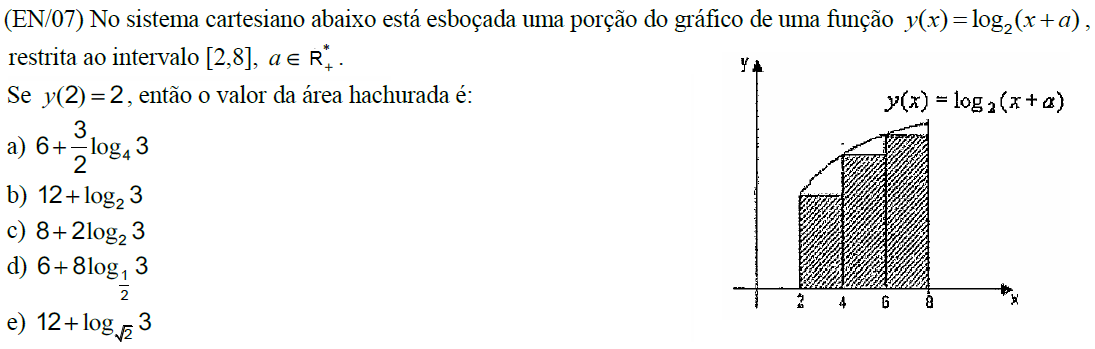 (EN/07) No sistema cartesiano abaixo está esboçada uma porção do gráfico de uma função y(x) = log₂(x + a),
restrita ao intervalo [2,8], a ∈ R₊*.
Se y(2) = 2, então o valor da área hachurada é:
a) 6 + 3/2 log₄ 3
b) 12 + log₂ 3
c) 8 + 2log₂ 3
d) 6 + 8log_{1/2} 3
e) 12 + log_{√2} 3
y
y(x) = log₂(x + a)
2 4 6 8
x